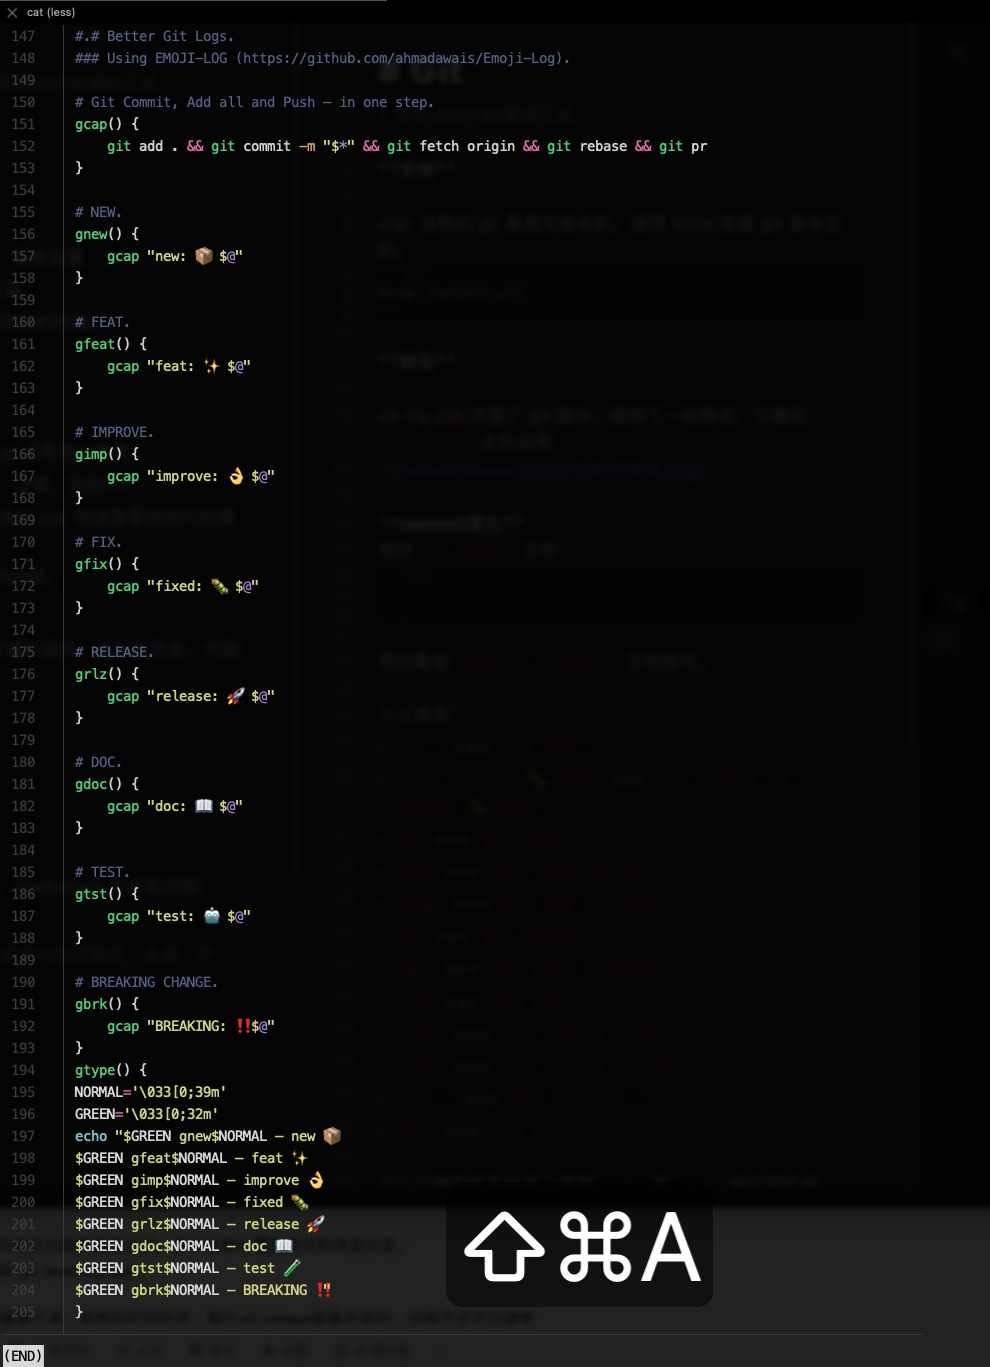 cat (less)
147 #.# Better Git Logs.
148 ### Using EMOJI-LOG (https://github.com/ahmadawais/Emoji-Log).
149
150 # Git Commit, Add all and Push — in one step.
151 gcap() {
152     git add . && git commit -m "$*" && git fetch origin && git rebase && git pr
153 }
154
155 # NEW.
156 gnew() {
157     gcap "new: 📦 $@"
158 }
159
160 # FEAT.
161 gfeat() {
162     gcap "feat: ✨ $@"
163 }
164
165 # IMPROVE.
166 gimp() {
167     gcap "improve: 👌 $@"
168 }
169
170 # FIX.
171 gfix() {
172     gcap "fixed: 🐛 $@"
173 }
174
175 # RELEASE.
176 grlz() {
177     gcap "release: 🚀 $@"
178 }
179
180 # DOC.
181 gdoc() {
182     gcap "doc: 📖 $@"
183 }
184
185 # TEST.
186 gtst() {
187     gcap "test: 🤖 $@"
188 }
189
190 # BREAKING CHANGE.
191 gbrk() {
192     gcap "BREAKING: ‼️$@"
193 }
194 gtype() {
195 NORMAL='\033[0;39m'
196 GREEN='\033[0;32m'
197 echo "$GREEN gnew$NORMAL — new 📦
198 $GREEN gfeat$NORMAL — feat ✨
199 $GREEN gimp$NORMAL — improve 👌
200 $GREEN gfix$NORMAL — fixed 🐛
201 $GREEN grlz$NORMAL — release 🚀
202 $GREEN gdoc$NORMAL — doc 📖
203 $GREEN gtst$NORMAL — test 🧪
204 $GREEN gbrk$NORMAL — BREAKING ‼️"
205 }
⇧⌘A
(END)